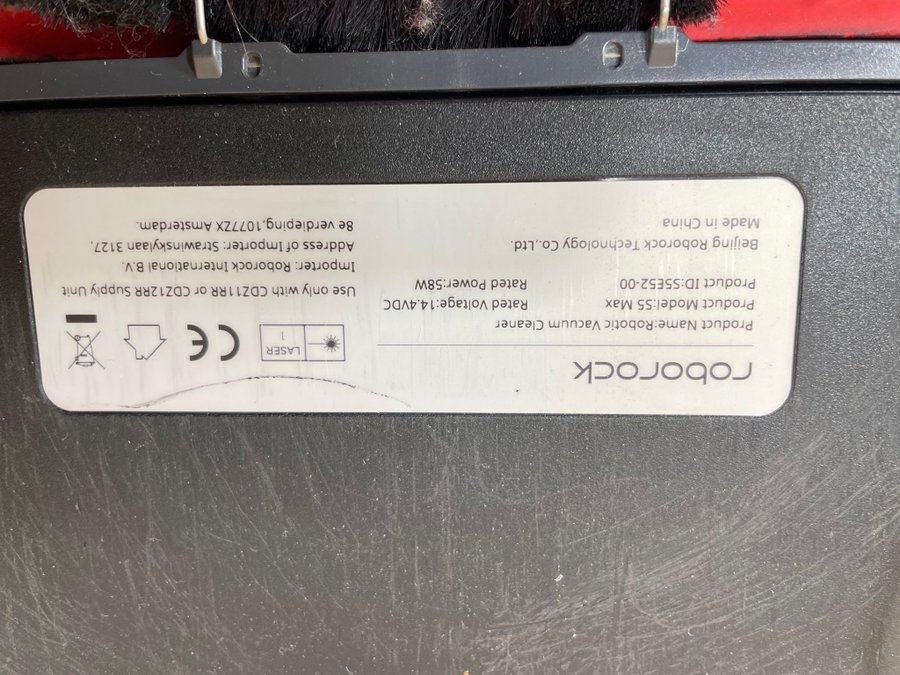 roborock
Product Name:Robotic Vacuum Cleaner
Product Model:S5 Max
Rated Voltage:14.4VDC
Product ID:S5E52-00
Rated Power:58W
Beijing Roborock Technology Co.,Ltd.
Made in China
LASER
1
CE
Use only with CDZ11RR or CDZ12RR Supply Unit
Importer: Roborock International B.V.
Address of Importer: Strawinskylaan 3127,
8e verdieping,1077ZX Amsterdam.